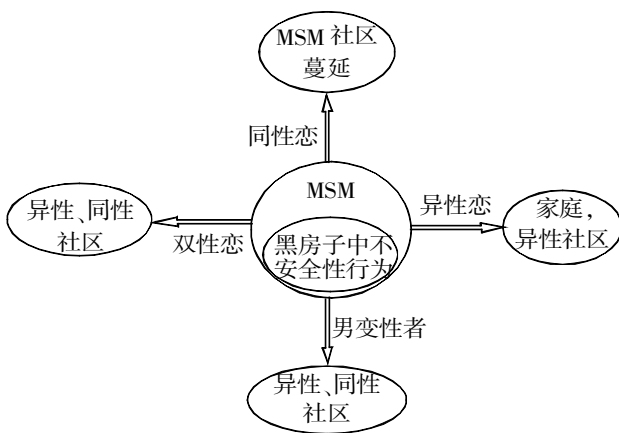 MSM 社区
蔓延
同性恋
MSM
异性、同性
社区
双性恋
黑房子中不
安全性行为
异性恋
家庭，
异性社区
男变性者
异性、同性
社区